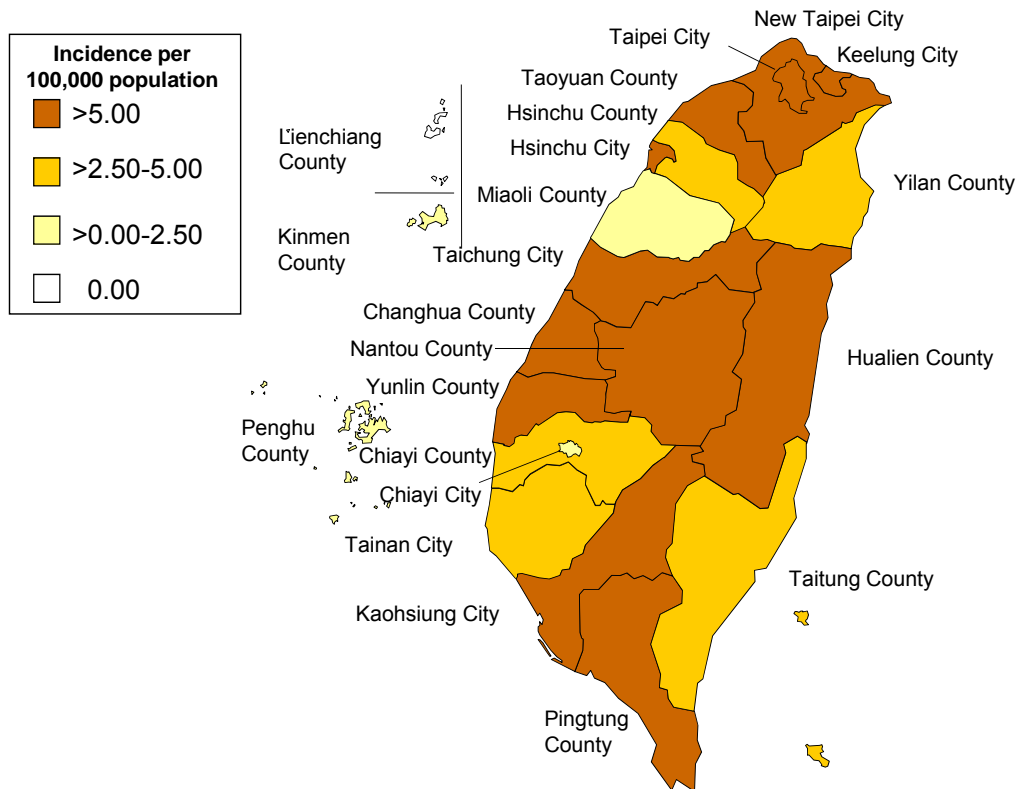 Incidence per
100,000 population
>5.00
>2.50-5.00
>0.00-2.50
0.00
New Taipei City
Taipei City
Keelung City
Taoyuan County
Hsinchu County
Lienchiang
County
Hsinchu City
Yilan County
Miaoli County
Kinmen
County
Taichung City
Changhua County
Nantou County
Hualien County
Yunlin County
Penghu
County
Chiayi County
Chiayi City
Tainan City
Taitung County
Kaohsiung City
Pingtung
County